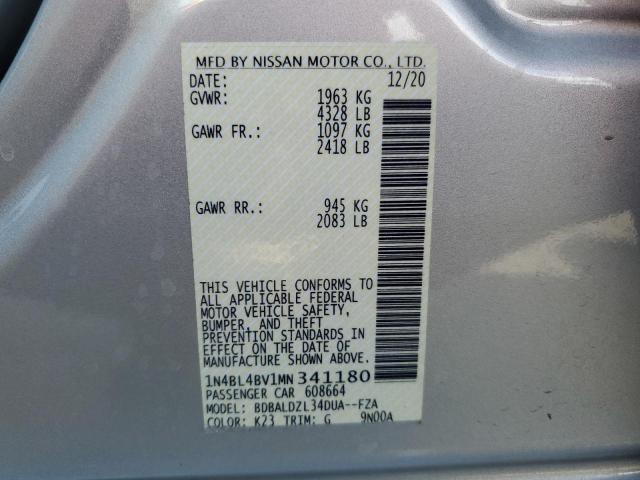 MFD BY NISSAN MOTOR CO., LTD.
DATE: 12/20
GVWR: 1963 KG
4328 LB
GAWR FR.: 1097 KG
2418 LB
GAWR RR.: 945 KG
2083 LB
THIS VEHICLE CONFORMS TO
ALL APPLICABLE FEDERAL
MOTOR VEHICLE SAFETY,
BUMPER, AND THEFT
PREVENTION STANDARDS IN
EFFECT ON THE DATE OF
MANUFACTURE SHOWN ABOVE.
1N4BL4BV1MN341180
PASSENGER CAR 608664
MODEL: BDBALDZL34DUA--FZA
COLOR: K23 TRIM: G 9N00A